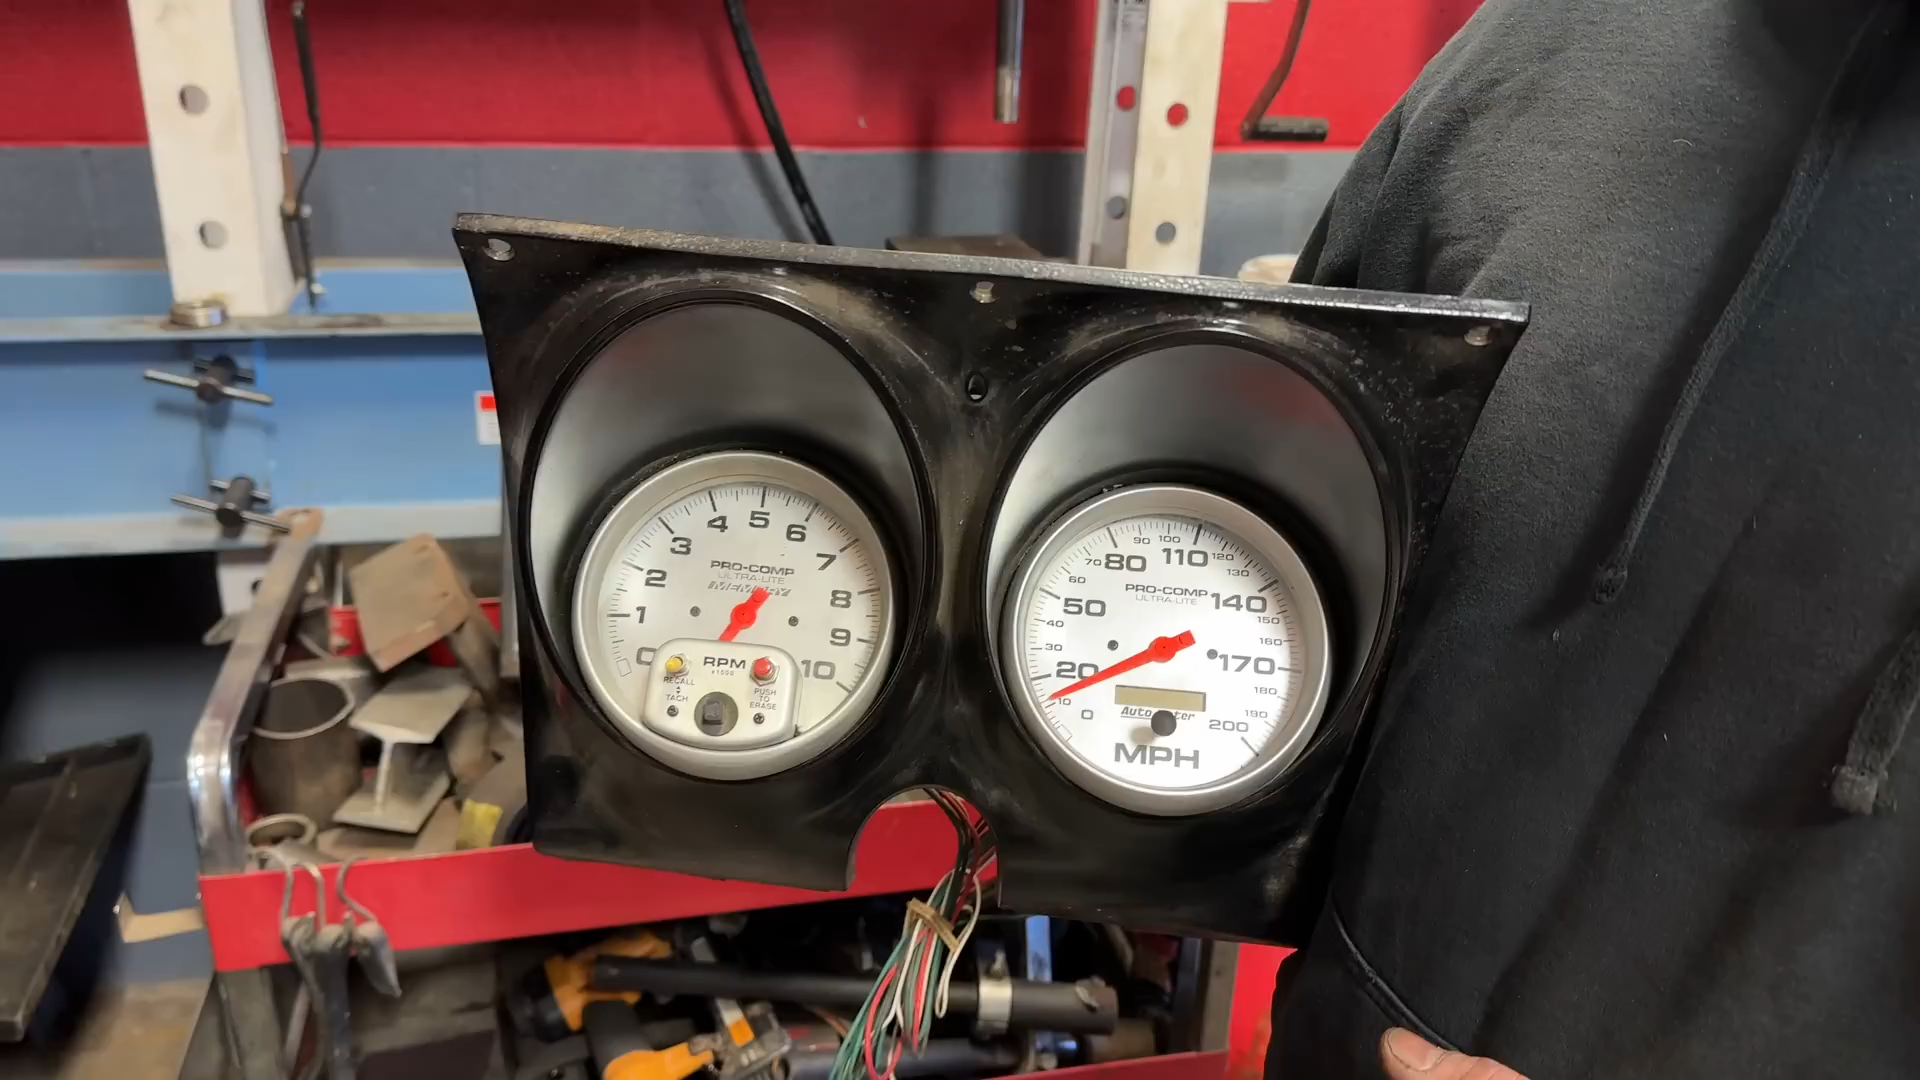 0 1 2 3 4 5 6 7 8 9 10
PRO-COMP
ULTRA-LITE
MEMORY
RPM
x1000
RECALL
TACH
PUSH
TO
ERASE
0 10 20 30 40 50 60 70 80 90 100 110 120 130 140 150 160 170 180 190 200
PRO-COMP
ULTRA-LITE
MPH